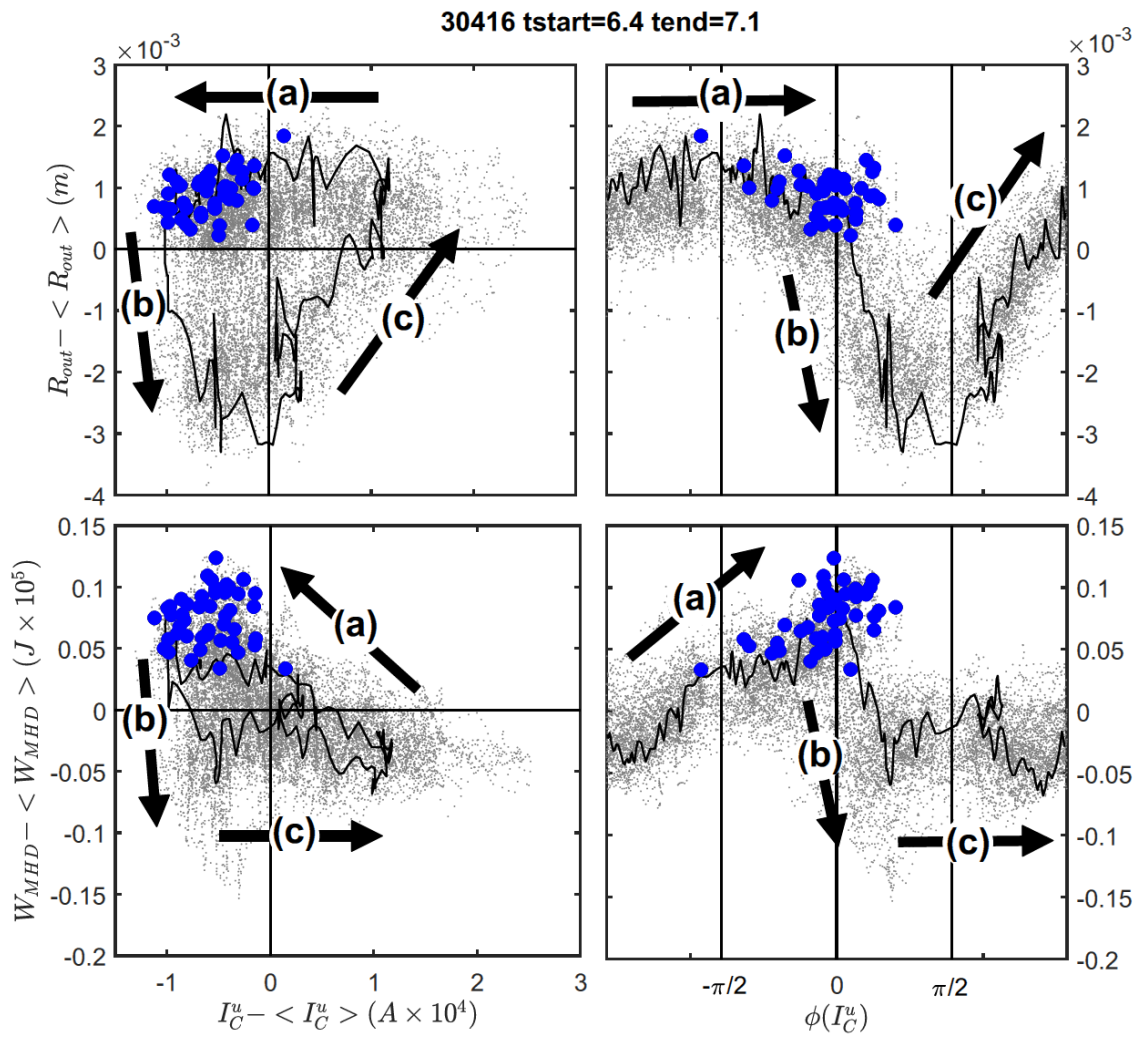 30416 tstart=6.4 tend=7.1
×10⁻³
×10⁻³
3
2
1
0
-1
-2
-3
-4
R_out − < R_out > (m)
(a)
(b)
(c)
(a)
(b)
(c)
3
2
1
0
-1
-2
-3
-4
0.15
0.1
0.05
0
-0.05
-0.1
-0.15
-0.2
W_MHD − < W_MHD > (J × 10⁵)
(a)
(b)
(c)
(a)
(b)
(c)
0.15
0.1
0.05
0
-0.05
-0.1
-0.15
-0.2
-1 0 1 2 3
I_C^u − < I_C^u > (A × 10⁴)
-π/2 0 π/2
ϕ(I_C^u)